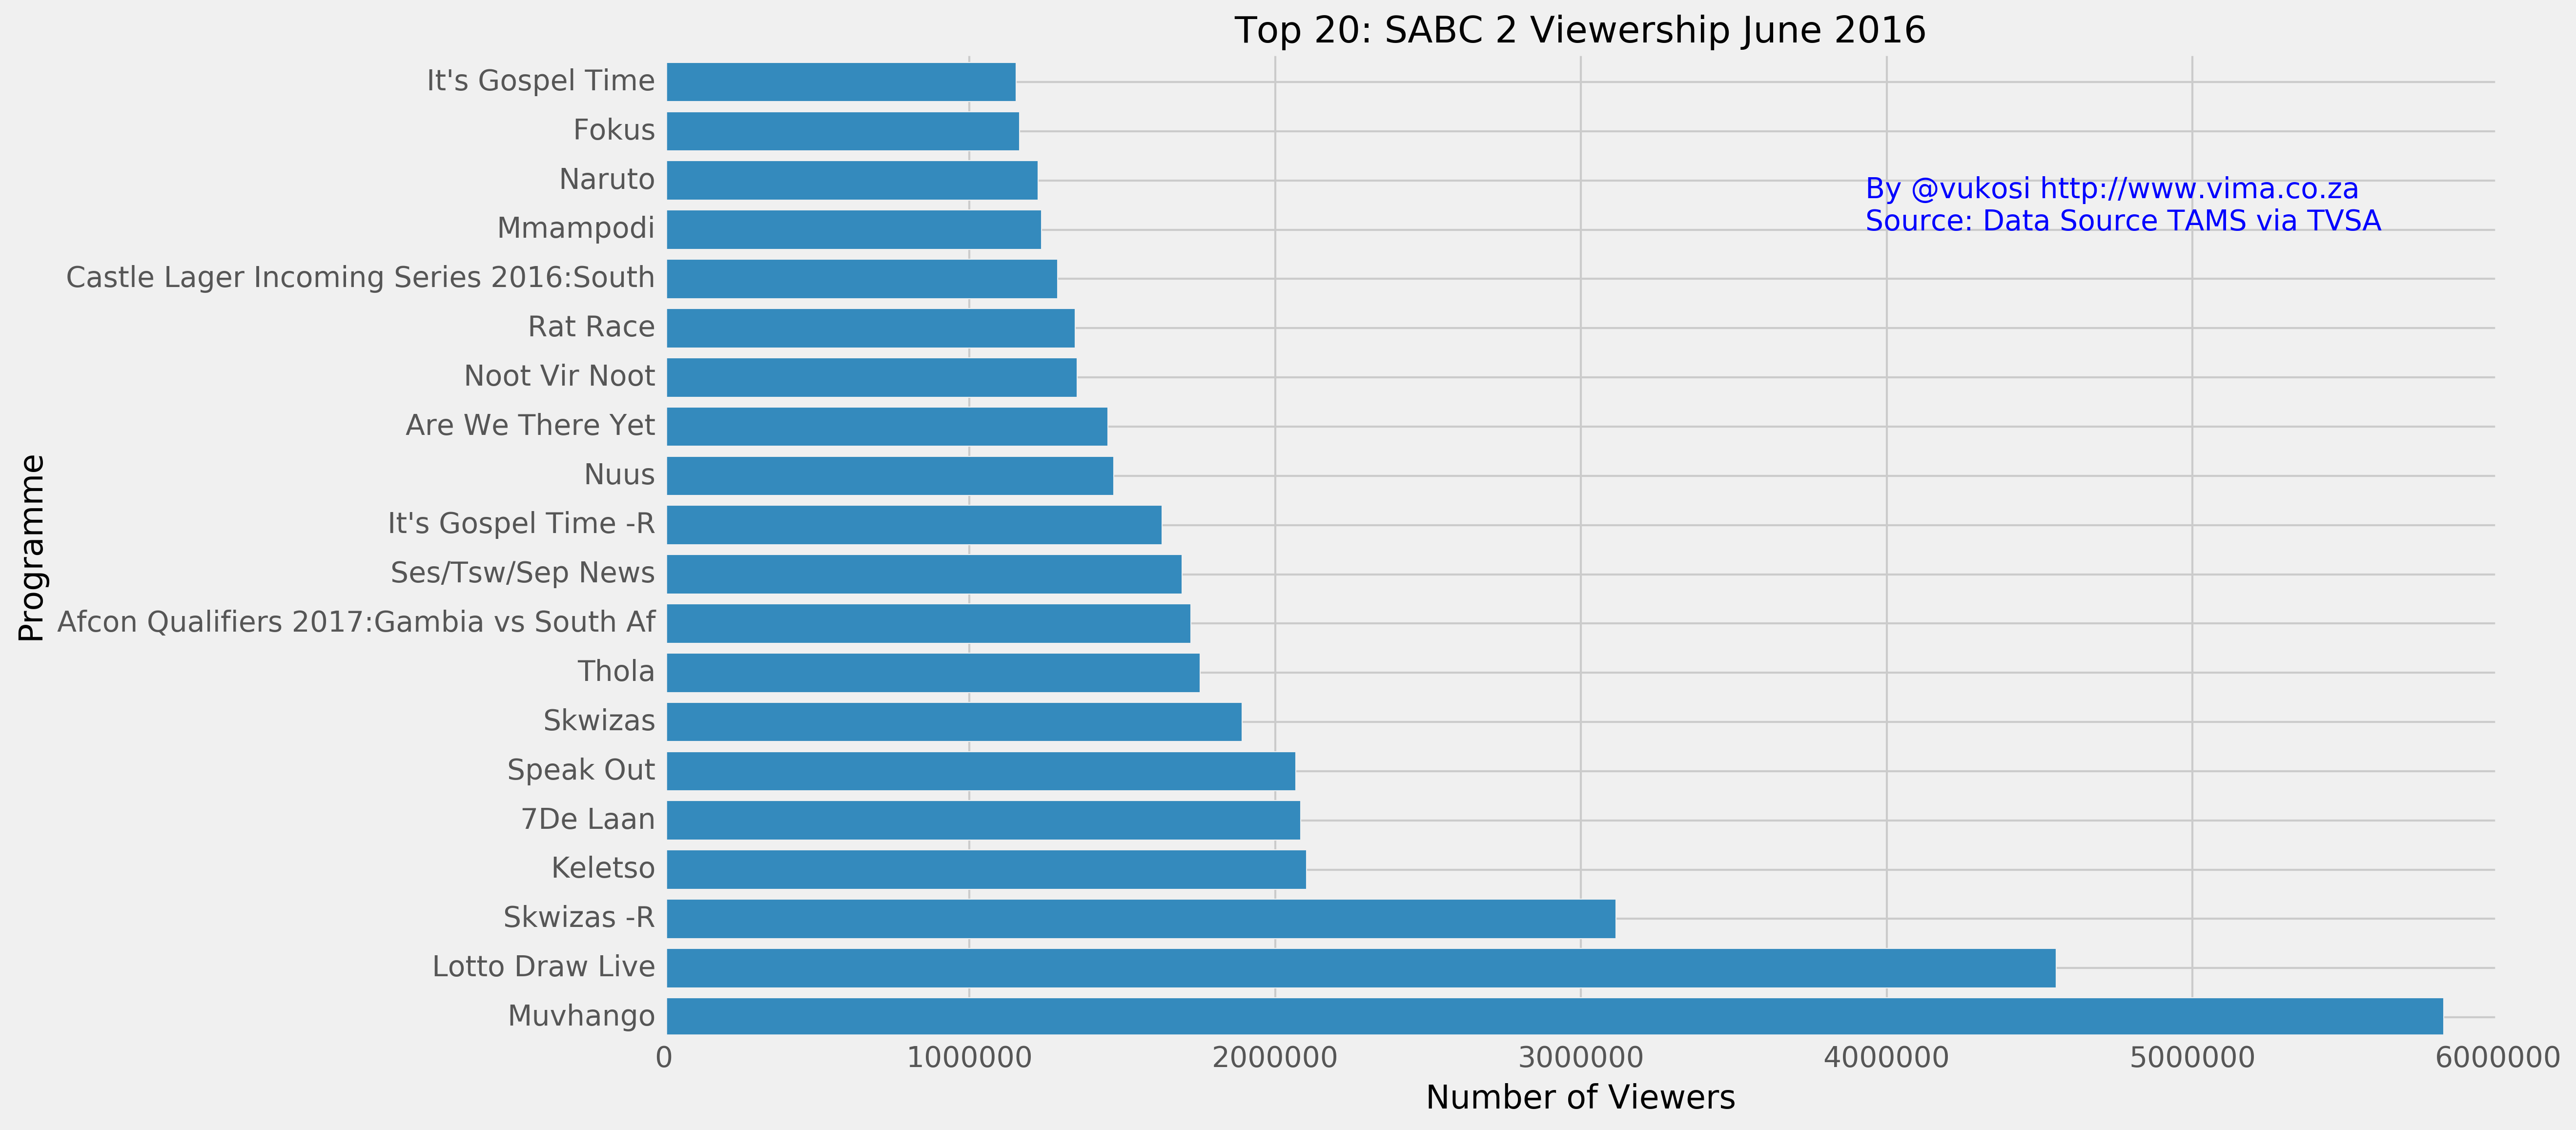 Top 20: SABC 2 Viewership June 2016
It's Gospel Time
Fokus
Naruto
By @vukosi http://www.vima.co.za
Source: Data Source TAMS via TVSA
Mmampodi
Castle Lager Incoming Series 2016:South
Rat Race
Noot Vir Noot
Are We There Yet
Nuus
It's Gospel Time -R
Ses/Tsw/Sep News
Afcon Qualifiers 2017:Gambia vs South Af
Thola
Skwizas
Speak Out
7De Laan
Keletso
Skwizas -R
Lotto Draw Live
Muvhango
Programme
0 1000000 2000000 3000000 4000000 5000000 6000000
Number of Viewers